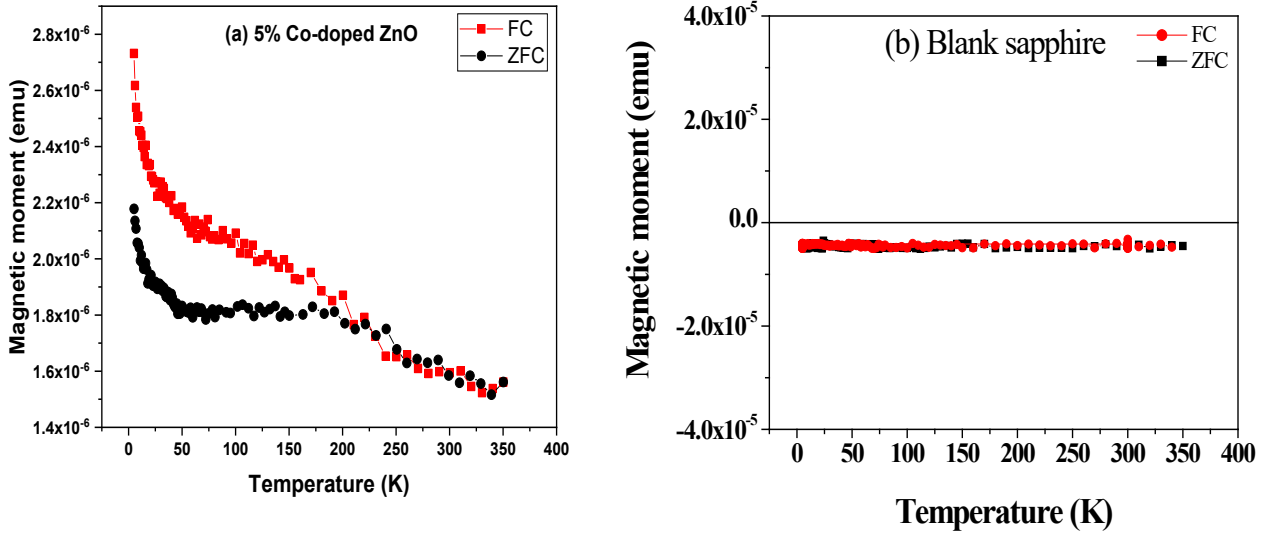 (a) 5% Co-doped ZnO
FC
ZFC
2.8x10-6
2.6x10-6
2.4x10-6
2.2x10-6
2.0x10-6
1.8x10-6
1.6x10-6
1.4x10-6
Magnetic moment (emu)
0 50 100 150 200 250 300 350 400
Temperature (K)
(b) Blank sapphire
FC
ZFC
4.0x10-5
2.0x10-5
0.0
-2.0x10-5
-4.0x10-5
Magnetic moment (emu)
0 50 100 150 200 250 300 350 400
Temperature (K)